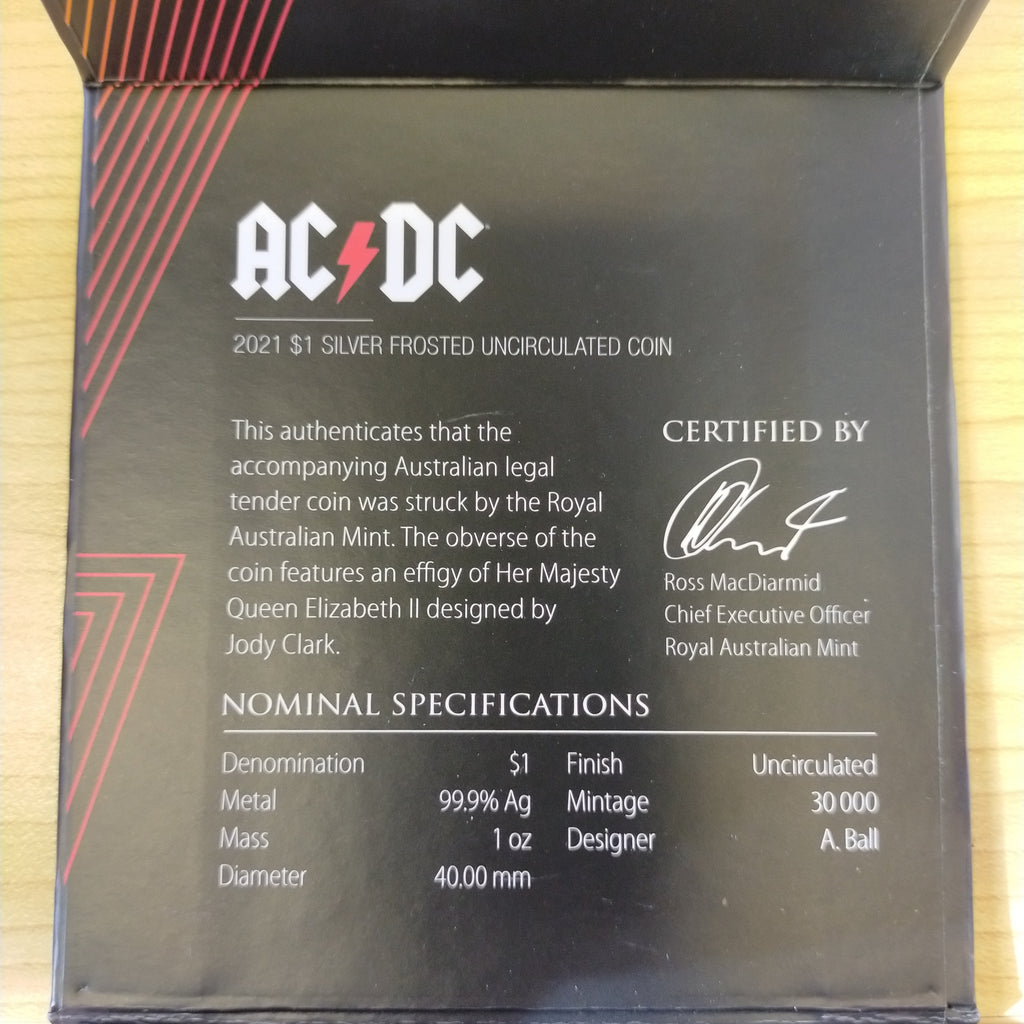 AC⚡DC
2021 $1 SILVER FROSTED UNCIRCULATED COIN
This authenticates that the
accompanying Australian legal
tender coin was struck by the Royal
Australian Mint. The obverse of the
coin features an effigy of Her Majesty
Queen Elizabeth II designed by
Jody Clark.
CERTIFIED BY
Ross MacDiarmid
Chief Executive Officer
Royal Australian Mint
NOMINAL SPECIFICATIONS
Denomination $1
Metal 99.9% Ag
Mass 1 oz
Diameter 40.00 mm
Finish Uncirculated
Mintage 30 000
Designer A. Ball